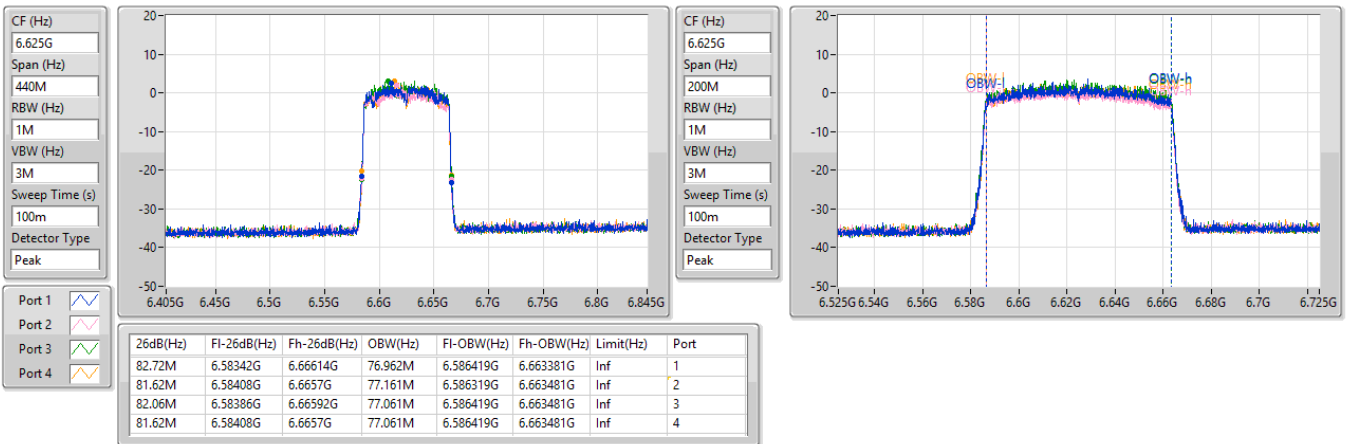 CF (Hz)
6.625G
Span (Hz)
440M
RBW (Hz)
1M
VBW (Hz)
3M
Sweep Time (s)
100m
Detector Type
Peak
20-
10-
0-
-10-
-20-
-30-
-40-
-50-
6.405G 6.45G 6.5G 6.55G 6.6G 6.65G 6.7G 6.75G 6.8G 6.845G
CF (Hz)
6.625G
Span (Hz)
200M
RBW (Hz)
1M
VBW (Hz)
3M
Sweep Time (s)
100m
Detector Type
Peak
20-
10-
0-
-10-
-20-
-30-
-40-
-50-
OBW-l OBW-h
6.525G 6.54G 6.56G 6.58G 6.6G 6.62G 6.64G 6.66G 6.68G 6.7G 6.725G
Port 1
Port 2
Port 3
Port 4
26dB(Hz) Fl-26dB(Hz) Fh-26dB(Hz) OBW(Hz) Fl-OBW(Hz) Fh-OBW(Hz) Limit(Hz) Port
82.72M 6.58342G 6.66614G 76.962M 6.586419G 6.663381G Inf 1
81.62M 6.58408G 6.6657G 77.161M 6.586319G 6.663481G Inf 2
82.06M 6.58386G 6.66592G 77.061M 6.586419G 6.663481G Inf 3
81.62M 6.58408G 6.6657G 77.061M 6.586419G 6.663481G Inf 4